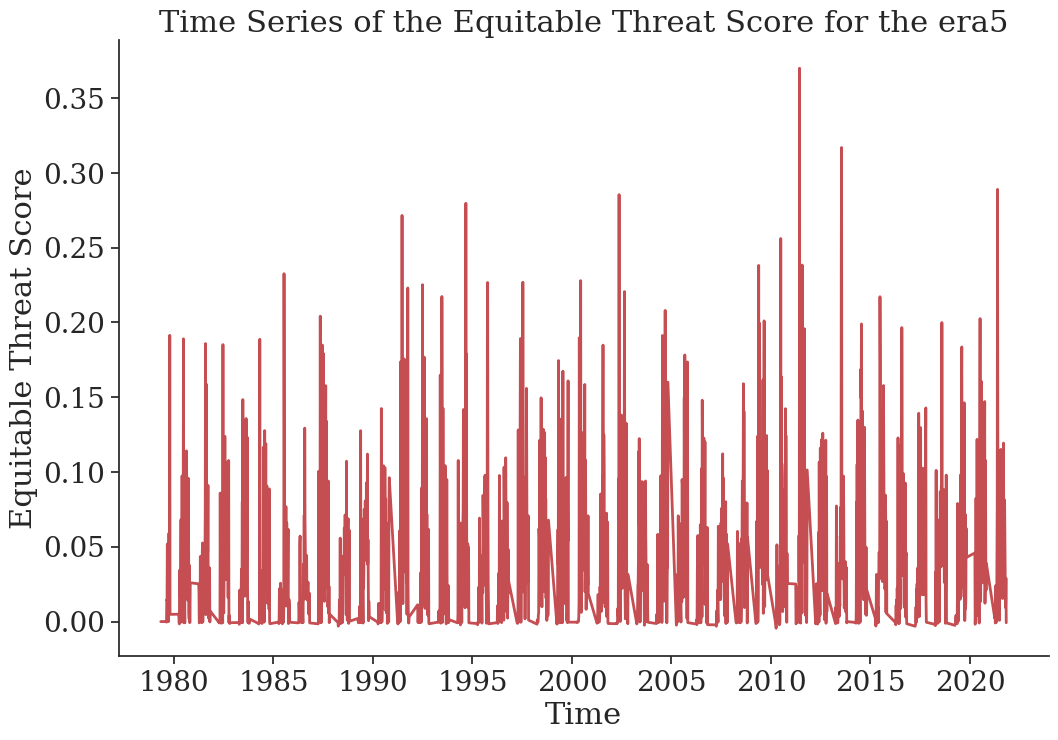 Time Series of the Equitable Threat Score for the era5
Equitable Threat Score
0.35
0.30
0.25
0.20
0.15
0.10
0.05
0.00
1980 1985 1990 1995 2000 2005 2010 2015 2020
Time